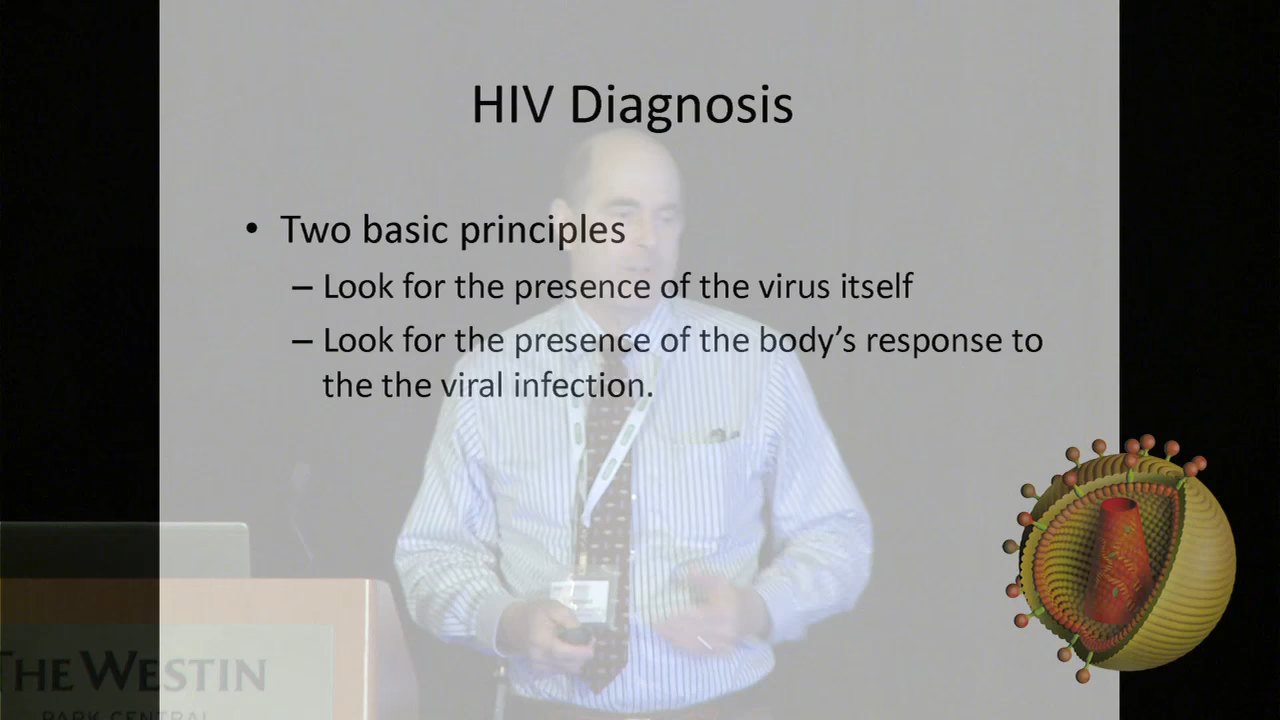 HIV Diagnosis
• Two basic principles
– Look for the presence of the virus itself
– Look for the presence of the body’s response to
the the viral infection.
THE WESTIN
PARK CENTRAL